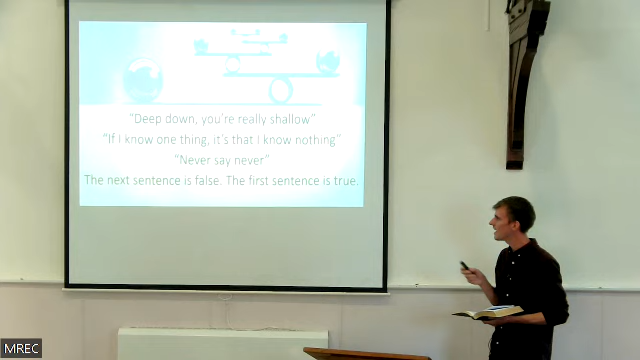 "Deep down, you're really shallow"
"If I know one thing, it's that I know nothing"
"Never say never"
The next sentence is false. The first sentence is true.
MREC